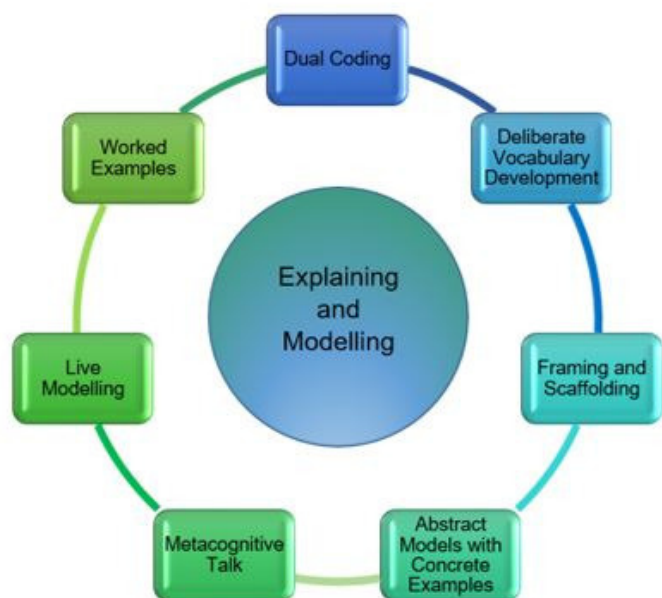 Dual Coding
Deliberate
Vocabulary
Development
Framing and
Scaffolding
Abstract
Models with
Concrete
Examples
Metacognitive
Talk
Live
Modelling
Worked
Examples
Explaining
and
Modelling